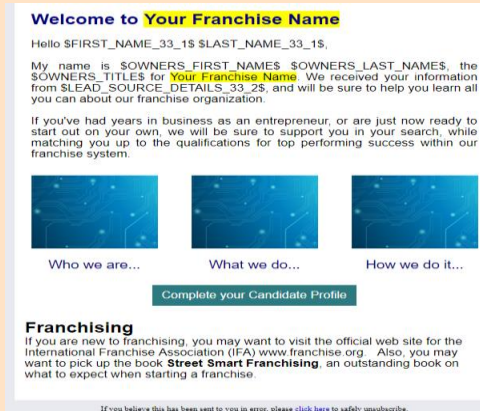 Welcome to Your Franchise Name
Hello $FIRST_NAME_33_1$ $LAST_NAME_33_1$,
My name is $OWNERS_FIRST_NAME$ $OWNERS_LAST_NAME$, the
$OWNERS_TITLE$ for Your Franchise Name. We received your information
from $LEAD_SOURCE_DETAILS_33_2$, and will be sure to help you learn all
you can about our franchise organization.
If you've had years in business as an entrepreneur, or are just now ready to
start out on your own, we will be sure to support you in your search, while
matching you up to the qualifications for top performing success within our
franchise system.
Who we are... What we do... How we do it...
Complete your Candidate Profile
Franchising
If you are new to franchising, you may want to visit the official web site for the
International Franchise Association (IFA) www.franchise.org. Also, you may
want to pick up the book Street Smart Franchising, an outstanding book on
what to expect when starting a franchise.
If you believe this has been sent to you in error, please click here to safely unsubscribe.